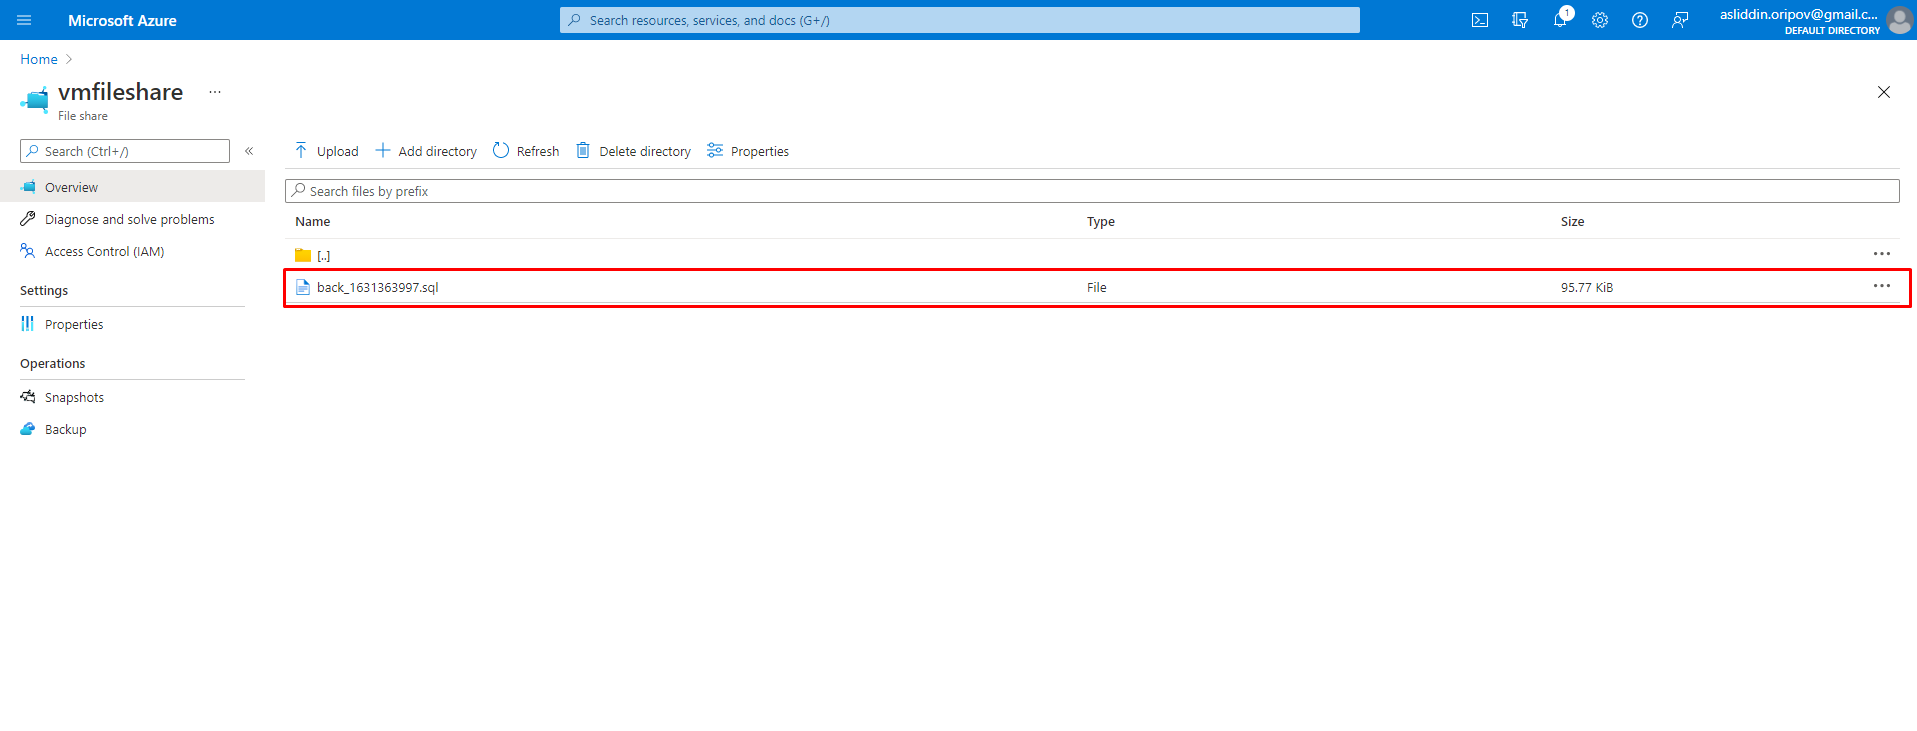 Microsoft Azure
Search resources, services, and docs (G+/)
1
asliddin.oripov@gmail.c...
DEFAULT DIRECTORY
Home
vmfileshare
...
File share
Search (Ctrl+/)
«
Upload
Add directory
Refresh
Delete directory
Properties
Overview
Diagnose and solve problems
Access Control (IAM)
Settings
Properties
Operations
Snapshots
Backup
Search files by prefix
Name Type Size
[..]
back_1631363997.sql File 95.77 KiB